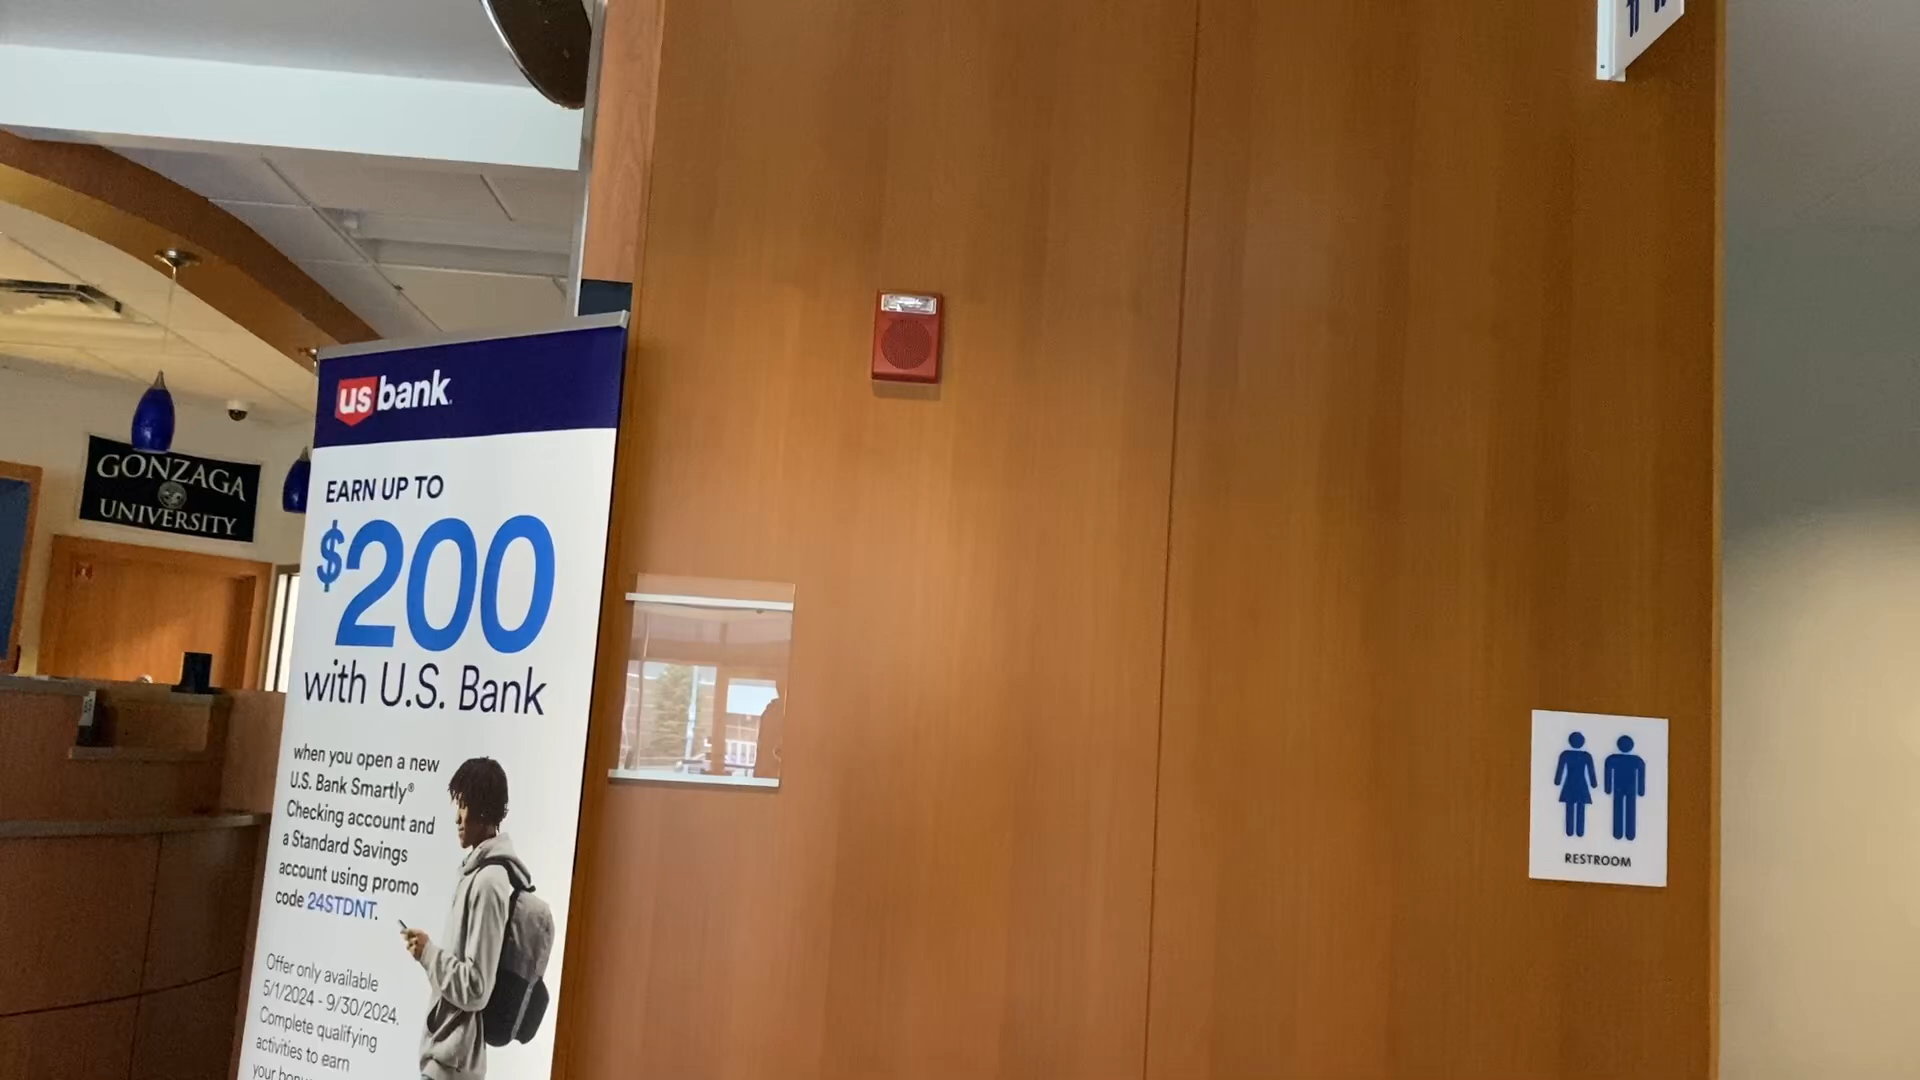 GONZAGA
UNIVERSITY
us bank
EARN UP TO
$200
with U.S. Bank
when you open a new
U.S. Bank Smartly®
Checking account and
a Standard Savings
account using promo
code 24STDNT.
Offer only available
5/1/2024 - 9/30/2024.
Complete qualifying
activities to earn
your
RESTROOM